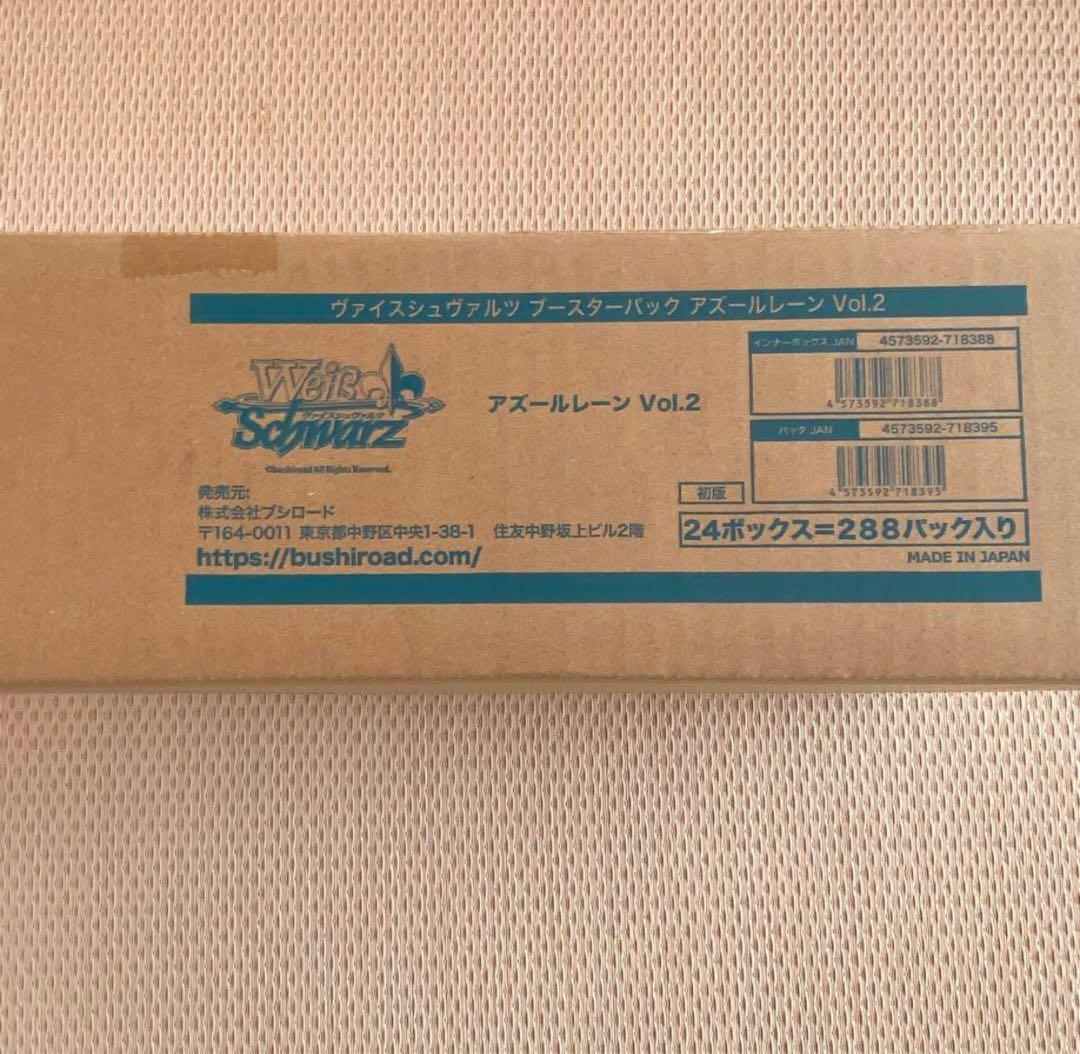 ヴァイスシュヴァルツ ブースターパック アズールレーン Vol.2
Weiß Schwarz
ヴァイスシュヴァルツ
©bushiroad All Rights Reserved.
アズールレーン Vol.2
インナーボックス JAN 4573592-718388
4 573592 718388
パック JAN 4573592-718395
4 573592 718395
発売元:
株式会社ブシロード
〒164-0011 東京都中野区中央1-38-1 住友中野坂上ビル2階
https://bushiroad.com/
初版
24ボックス=288パック入り
MADE IN JAPAN